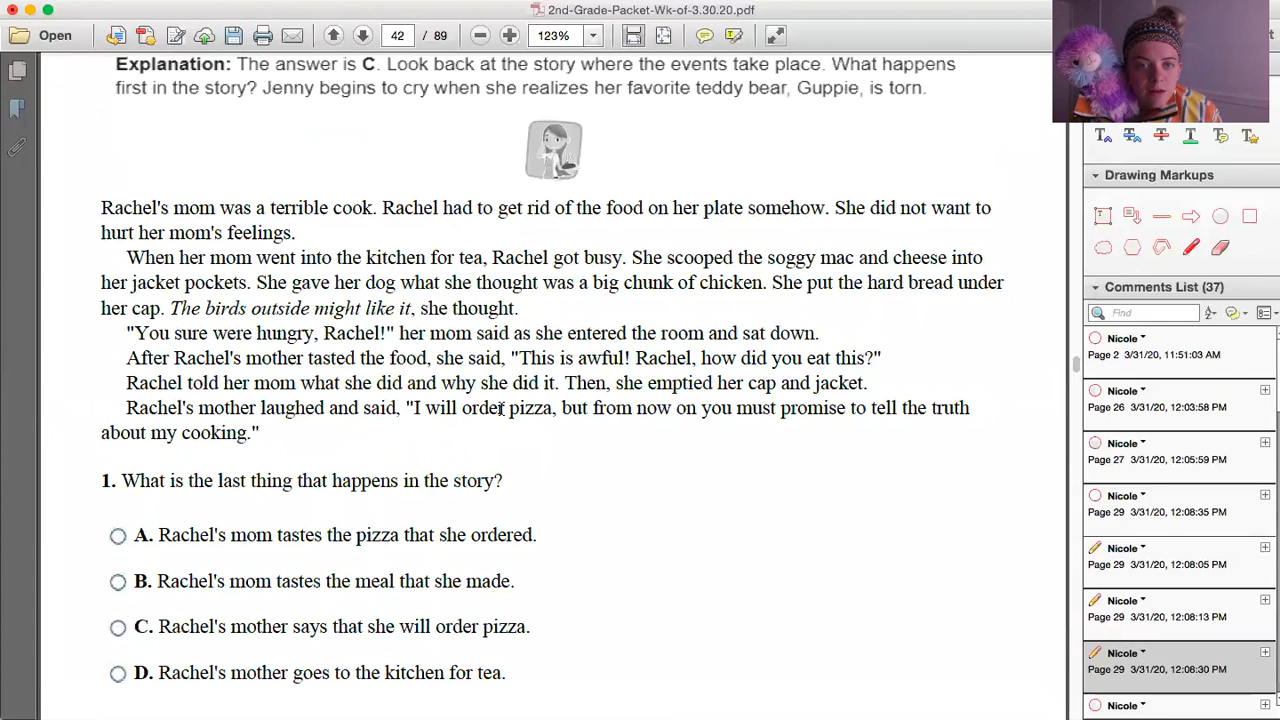 2nd-Grade-Packet-Wk-of-3.30.20.pdf
Open
42 / 89
123%
Explanation: The answer is C. Look back at the story where the events take place. What happens
first in the story? Jenny begins to cry when she realizes her favorite teddy bear, Guppie, is torn.
Rachel's mom was a terrible cook. Rachel had to get rid of the food on her plate somehow. She did not want to
hurt her mom's feelings.
When her mom went into the kitchen for tea, Rachel got busy. She scooped the soggy mac and cheese into
her jacket pockets. She gave her dog what she thought was a big chunk of chicken. She put the hard bread under
her cap. The birds outside might like it, she thought.
"You sure were hungry, Rachel!" her mom said as she entered the room and sat down.
After Rachel's mother tasted the food, she said, "This is awful! Rachel, how did you eat this?"
Rachel told her mom what she did and why she did it. Then, she emptied her cap and jacket.
Rachel's mother laughed and said, "I will order pizza, but from now on you must promise to tell the truth
about my cooking."
1. What is the last thing that happens in the story?
A. Rachel's mom tastes the pizza that she ordered.
B. Rachel's mom tastes the meal that she made.
C. Rachel's mother says that she will order pizza.
D. Rachel's mother goes to the kitchen for tea.
Drawing Markups
Comments List (37)
Find
Nicole
Page 2 3/31/20, 11:51:03 AM
Nicole
Page 26 3/31/20, 12:03:58 PM
Nicole
Page 27 3/31/20, 12:05:59 PM
Nicole
Page 29 3/31/20, 12:08:35 PM
Nicole
Page 29 3/31/20, 12:08:05 PM
Nicole
Page 29 3/31/20, 12:08:13 PM
Nicole
Page 29 3/31/20, 12:08:30 PM
Nicole